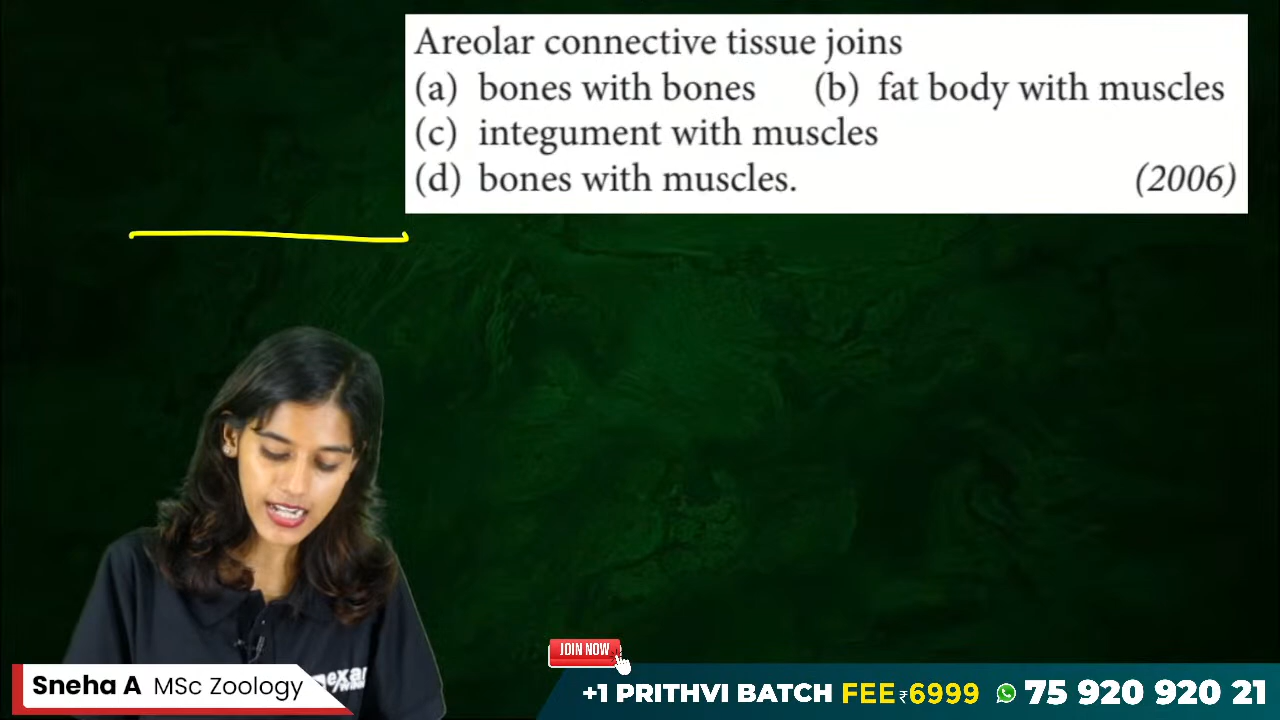 Areolar connective tissue joins
(a) bones with bones (b) fat body with muscles
(c) integument with muscles
(d) bones with muscles. (2006)
JOIN NOW
Sneha A MSc Zoology
+1 PRITHVI BATCH FEE ₹6999 75 920 920 21